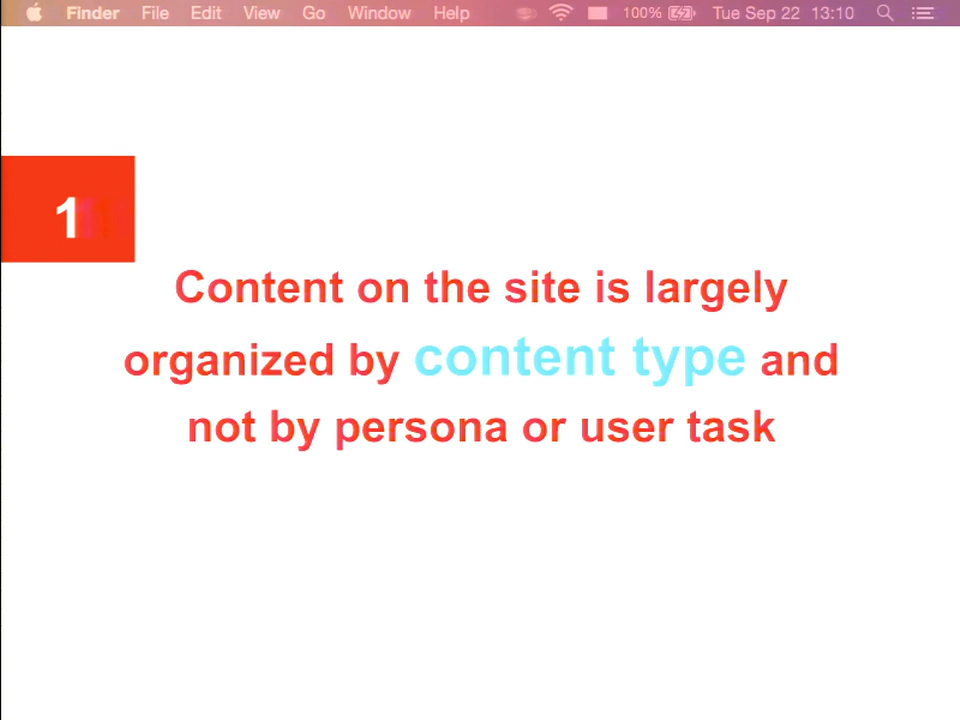 Finder File Edit View Go Window Help 100% Tue Sep 22 13:10
1
Content on the site is largely
organized by content type and
not by persona or user task